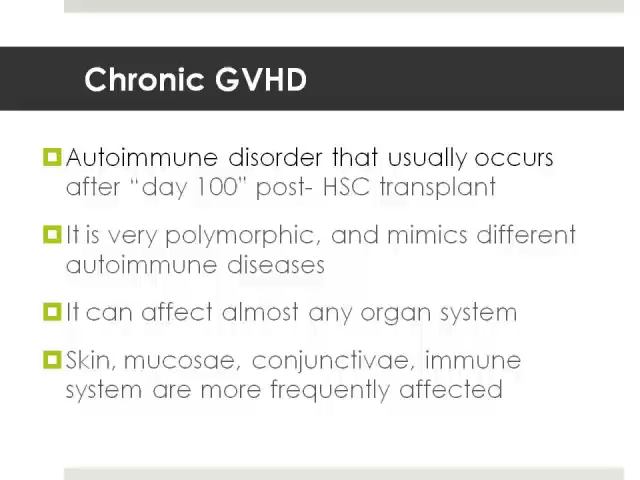 Chronic GVHD
Autoimmune disorder that usually occurs
after “day 100” post- HSC transplant
It is very polymorphic, and mimics different
autoimmune diseases
It can affect almost any organ system
Skin, mucosae, conjunctivae, immune
system are more frequently affected